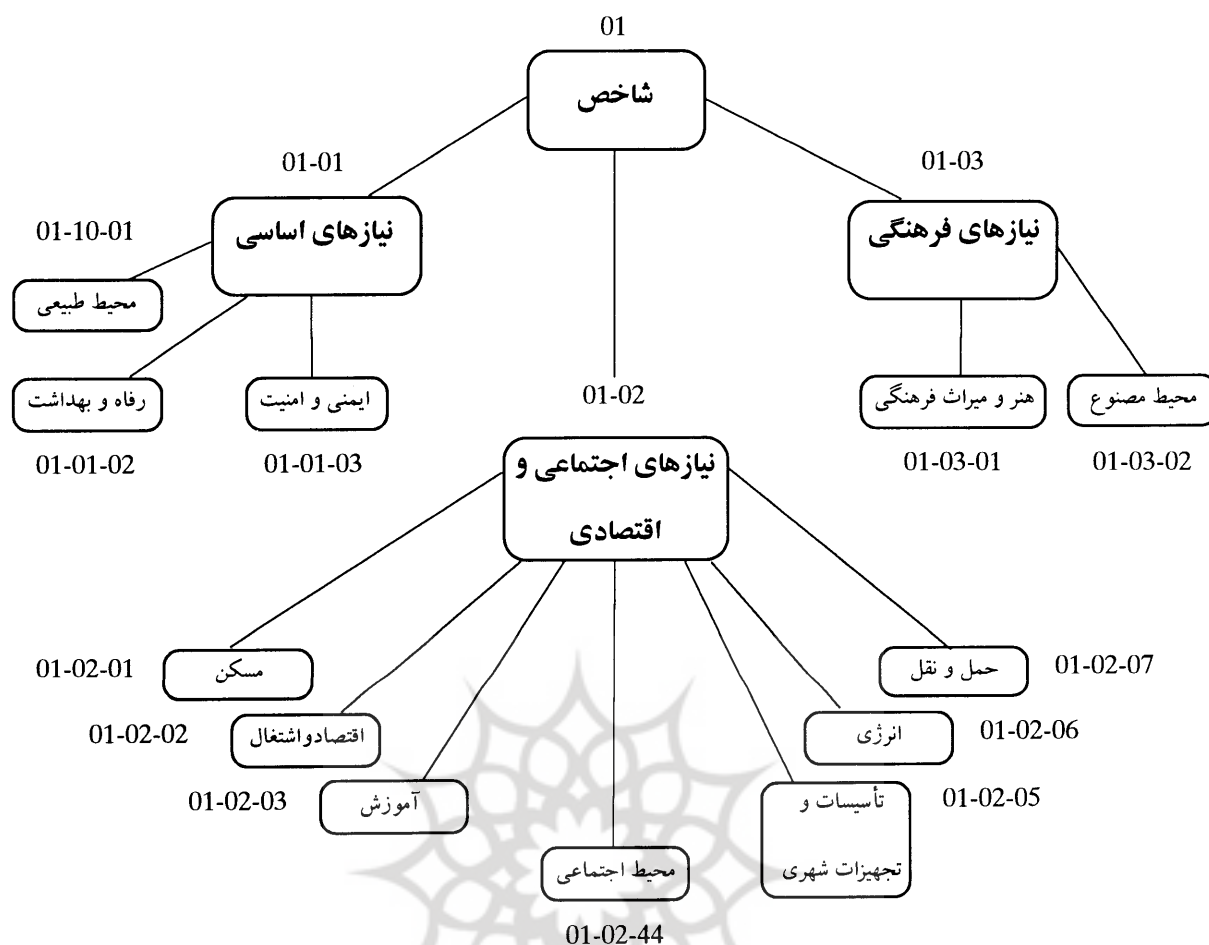 01
شاخص
01-01
01-03
01-10-01
نیازهای اساسی
نیازهای فرهنگی
محیط طبیعی
رفاه و بهداشت
ایمنی و امنیت
01-02
هنر و میراث فرهنگی
محیط مصنوع
01-01-02
01-01-03
01-03-01
01-03-02
نیازهای اجتماعی و
اقتصادی
01-02-01
مسکن
حمل و نقل
01-02-07
01-02-02
اقتصادواشتغال
انرژی
01-02-06
01-02-03
آموزش
تأسیسات و
تجهیزات شهری
01-02-05
محیط اجتماعی
01-02-44